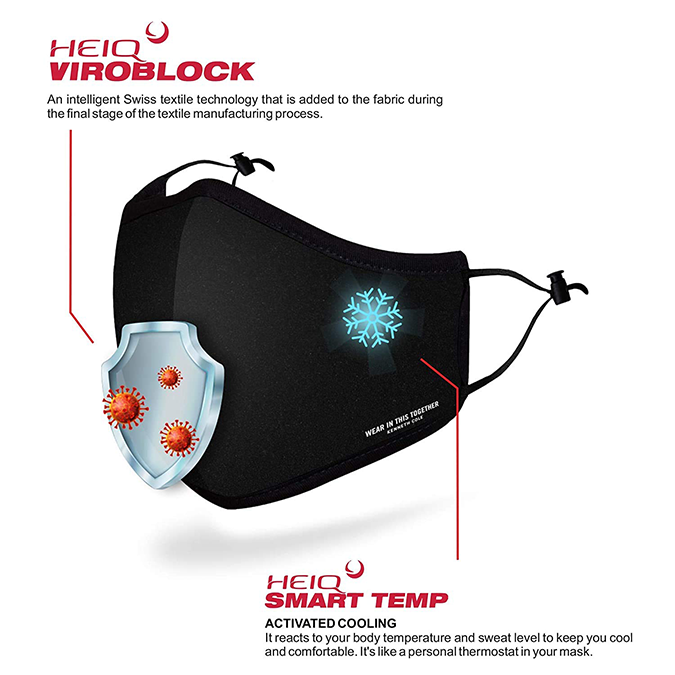 HEIQ
VIROBLOCK
An intelligent Swiss textile technology that is added to the fabric during
the final stage of the textile manufacturing process.
WEAR IN THIS TOGETHER
KENNETH COLE
HEIQ
SMART TEMP
ACTIVATED COOLING
It reacts to your body temperature and sweat level to keep you cool
and comfortable. It's like a personal thermostat in your mask.